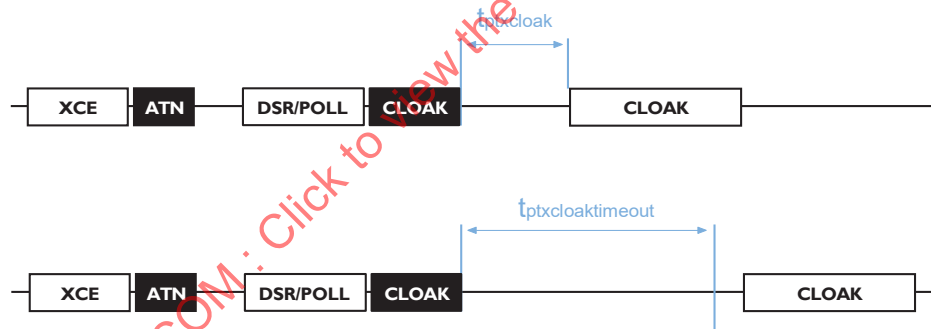 tptxcloak
XCE ATN DSR/POLL CLOAK CLOAK
tptxcloaktimeout
XCE ATN DSR/POLL CLOAK CLOAK
COM : Click to view the